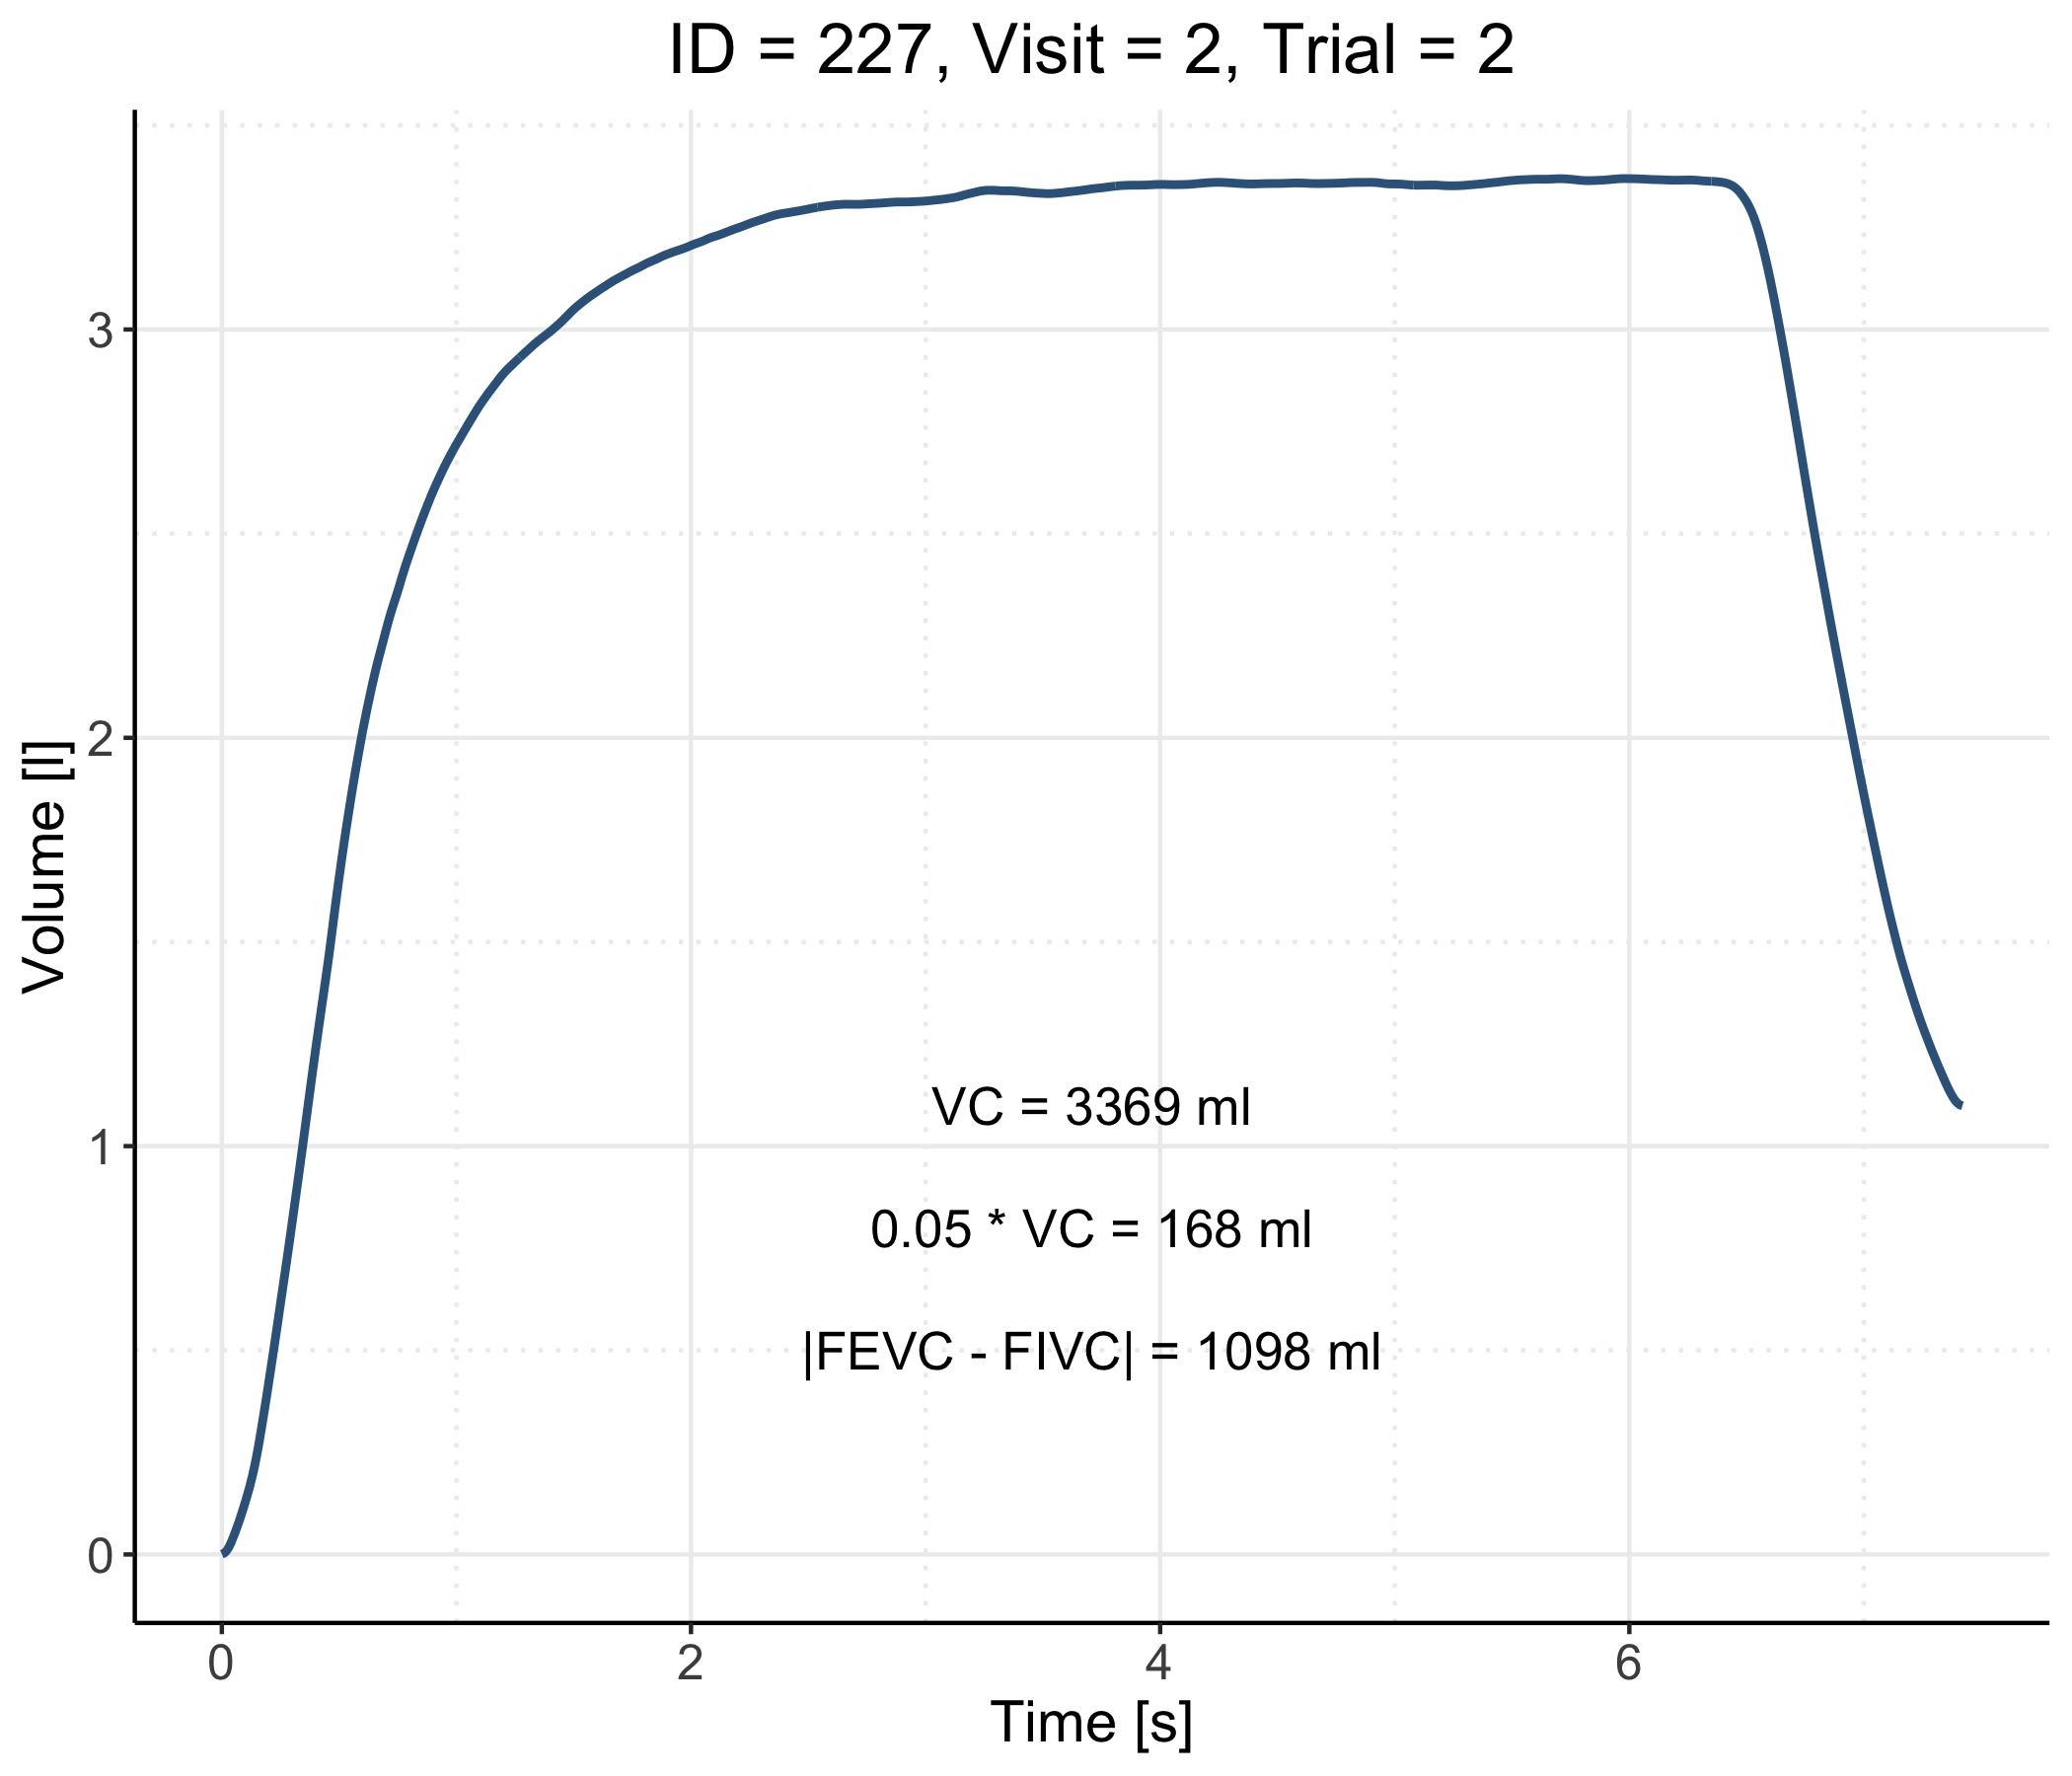 ID = 227, Visit = 2, Trial = 2
Volume [l]
3
2
1
0
VC = 3369 ml
0.05 * VC = 168 ml
|FEVC - FIVC| = 1098 ml
0 2 4 6
Time [s]